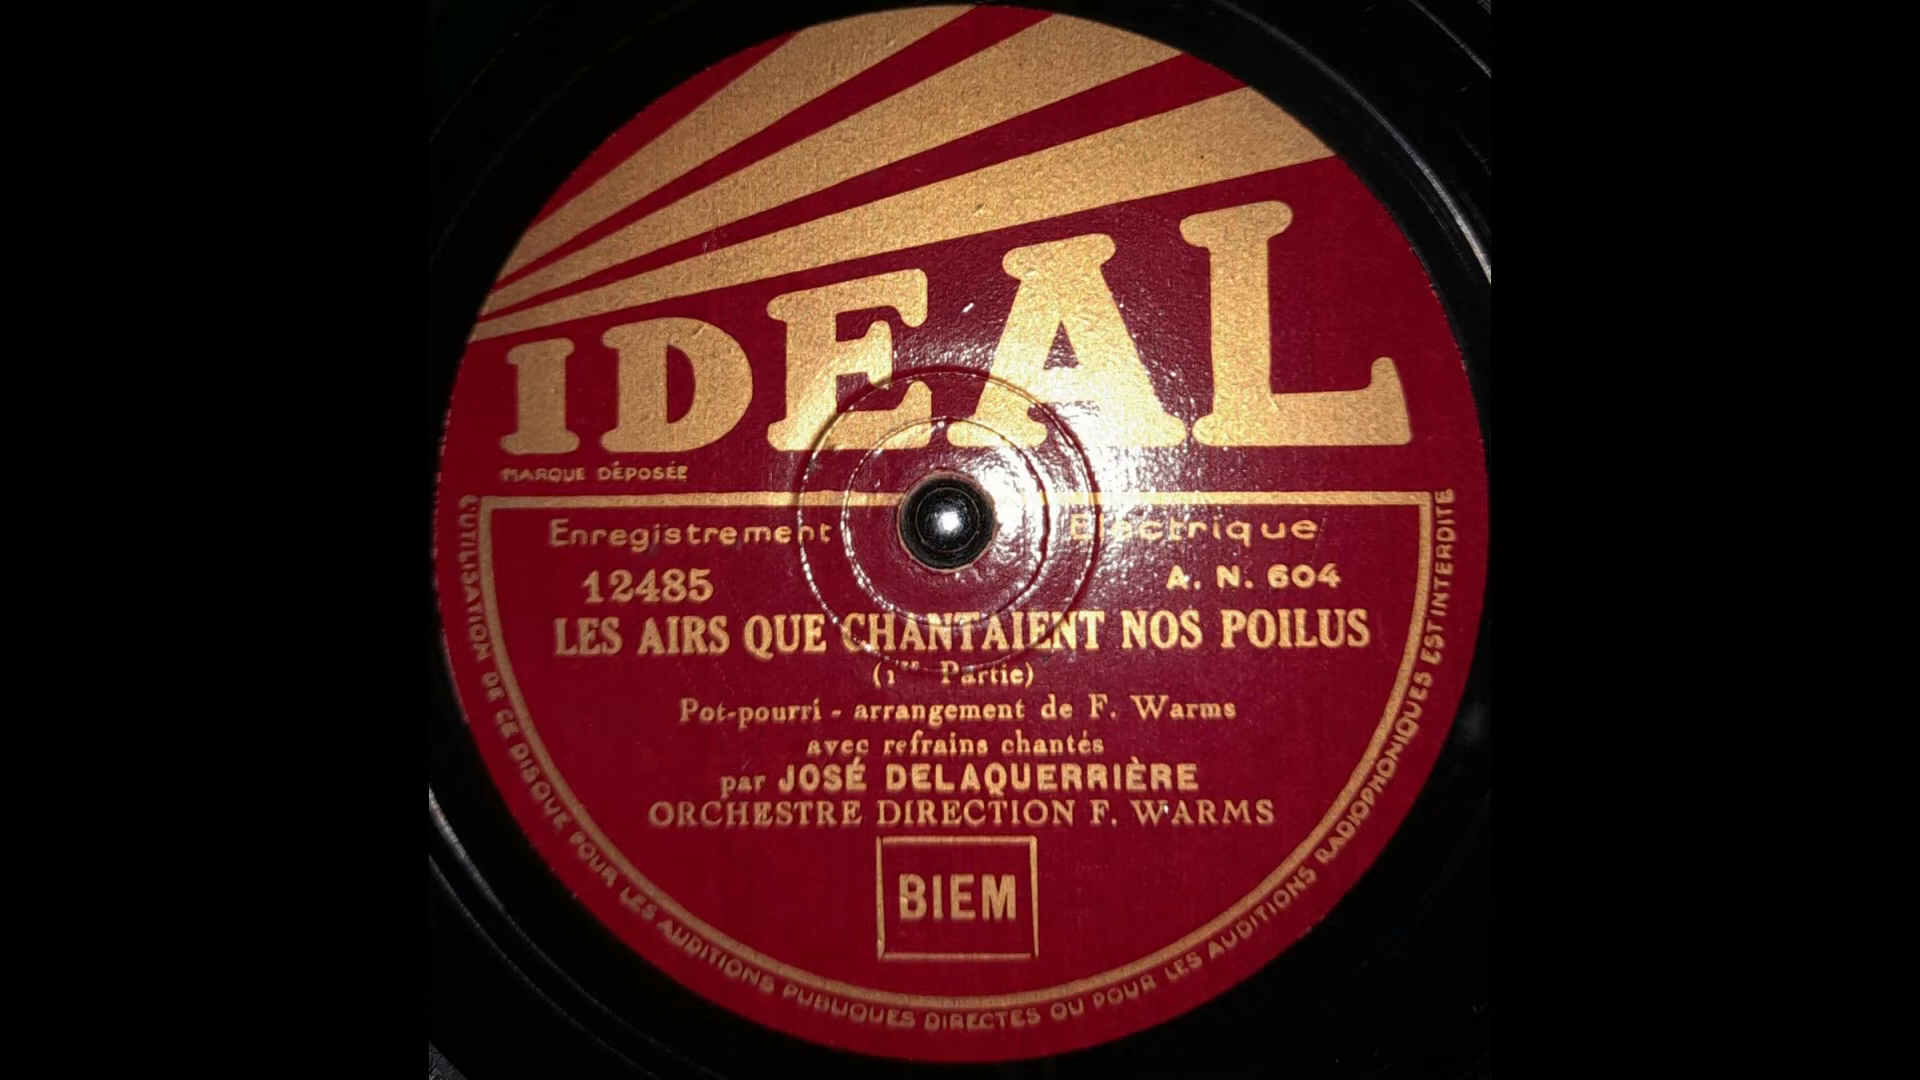 IDEAL
MARQUE DÉPOSÉE
Enregistrement Electrique
12485 A. N. 604
LES AIRS QUE CHANTAIENT NOS POILUS
(1re Partie)
Pot-pourri - arrangement de F. Warms
avec refrains chantés
par JOSÉ DELAQUERRIÈRE
ORCHESTRE DIRECTION F. WARMS
BIEM
L'UTILISATION DE CE DISQUE POUR LES AUDITIONS PUBLIQUES DIRECTES OU POUR LES AUDITIONS RADIOPHONIQUES EST INTERDITE